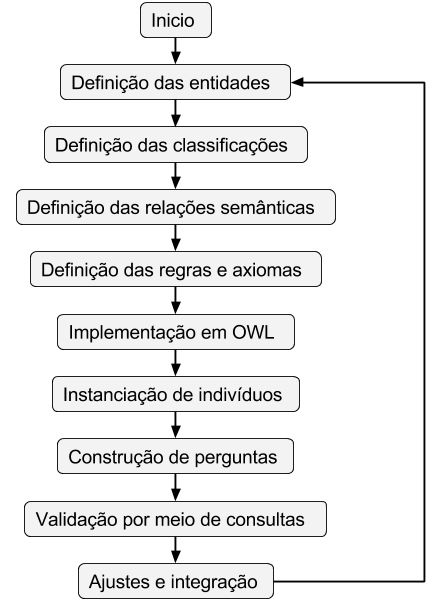 Inicio
Definição das entidades
Definição das classificações
Definição das relações semânticas
Definição das regras e axiomas
Implementação em OWL
Instanciação de indivíduos
Construção de perguntas
Validação por meio de consultas
Ajustes e integração